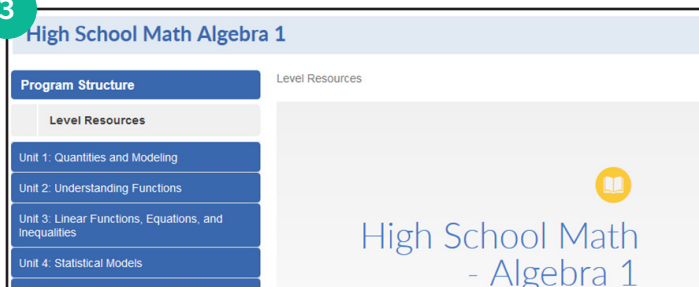 3
High School Math Algebra 1
Program Structure
Level Resources
Level Resources
Unit 1: Quantities and Modeling
Unit 2: Understanding Functions
Unit 3: Linear Functions, Equations, and
Inequalities
Unit 4: Statistical Models
High School Math
- Algebra 1